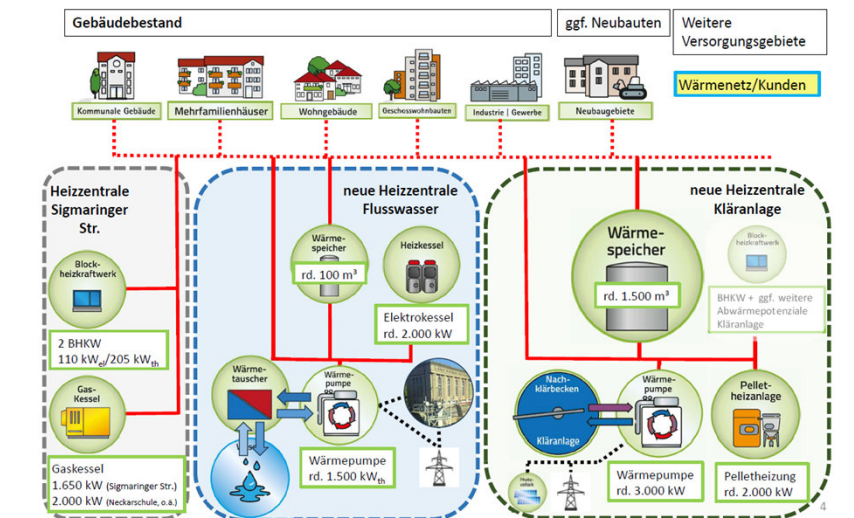 Gebäudebestand
ggf. Neubauten
Weitere
Versorgungsgebiete
Wärmenetz/Kunden
Kommunale Gebäude
Mehrfamilienhäuser
Wohngebäude
Geschosswohnbauten
Industrie | Gewerbe
Neubaugebiete
Heizzentrale
Sigmaringer
Str.
Block-
heizkraftwerk
2 BHKW
110 kWel/205 kWth
Gas-
Kessel
Gaskessel
1.650 kW (Sigmaringer Str.)
2.000 kW (Neckarschule, o.ä.)
neue Heizzentrale
Flusswasser
Wärme-
speicher
rd. 100 m³
Heizkessel
Elektrokessel
rd. 2.000 kW
Wärme-
tauscher
Wärme-
pumpe
Wärmepumpe
rd. 1.500 kWth
neue Heizzentrale
Kläranlage
Wärme-
speicher
rd. 1.500 m³
Block-
heizkraftwerk
BHKW + ggf. weitere
Abwärmepotenziale
Kläranlage
Nach-
klärbecken
Kläranlage
Wärme-
pumpe
Pellet-
heizanlage
Photo-
voltaik
Wärmepumpe
rd. 3.000 kW
Pelletheizung
rd. 2.000 kW
4